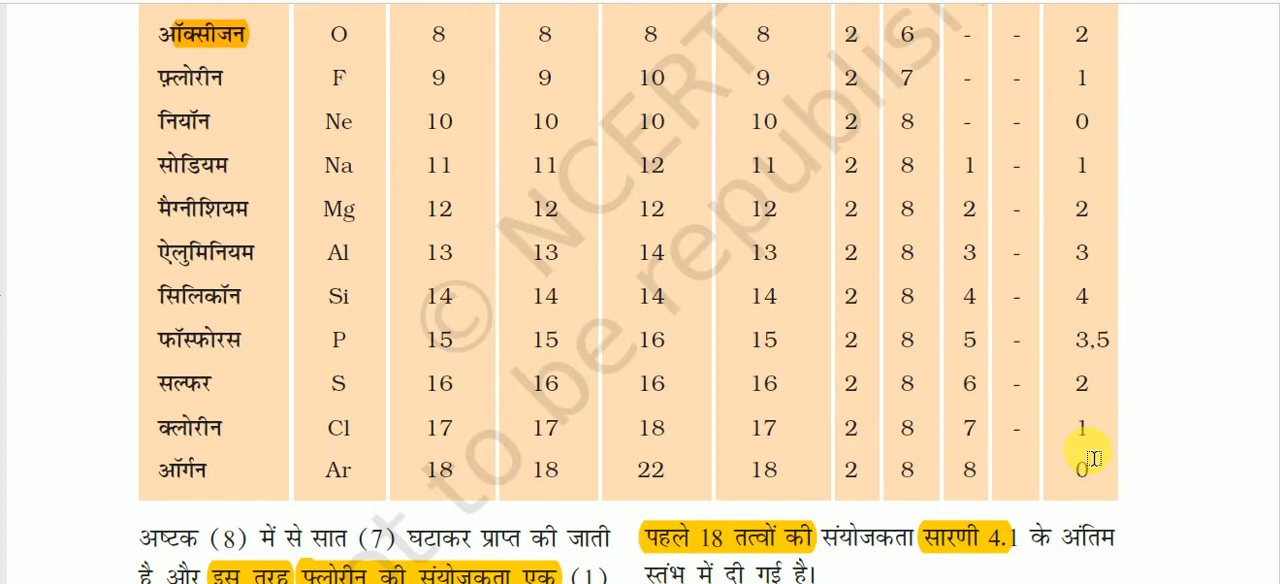 ऑक्सीजन O 8 8 8 8 2 6 - - 2
फ़्लोरीन F 9 9 10 9 2 7 - - 1
नियॉन Ne 10 10 10 10 2 8 - - 0
सोडियम Na 11 11 12 11 2 8 1 - 1
मैग्नीशियम Mg 12 12 12 12 2 8 2 - 2
ऐलुमिनियम Al 13 13 14 13 2 8 3 - 3
सिलिकॉन Si 14 14 14 14 2 8 4 - 4
फॉस्फोरस P 15 15 16 15 2 8 5 - 3,5
सल्फर S 16 16 16 16 2 8 6 - 2
क्लोरीन Cl 17 17 18 17 2 8 7 - 1
ऑर्गन Ar 18 18 22 18 2 8 8 0
अष्टक (8) में से सात (7) घटाकर प्राप्त की जाती
है और इस तरह फ्लोरीन की संयोजकता एक (1)
पहले 18 तत्वों की संयोजकता सारणी 4.1 के अंतिम
स्तंभ में दी गई है।
© NCERT
not to be republish